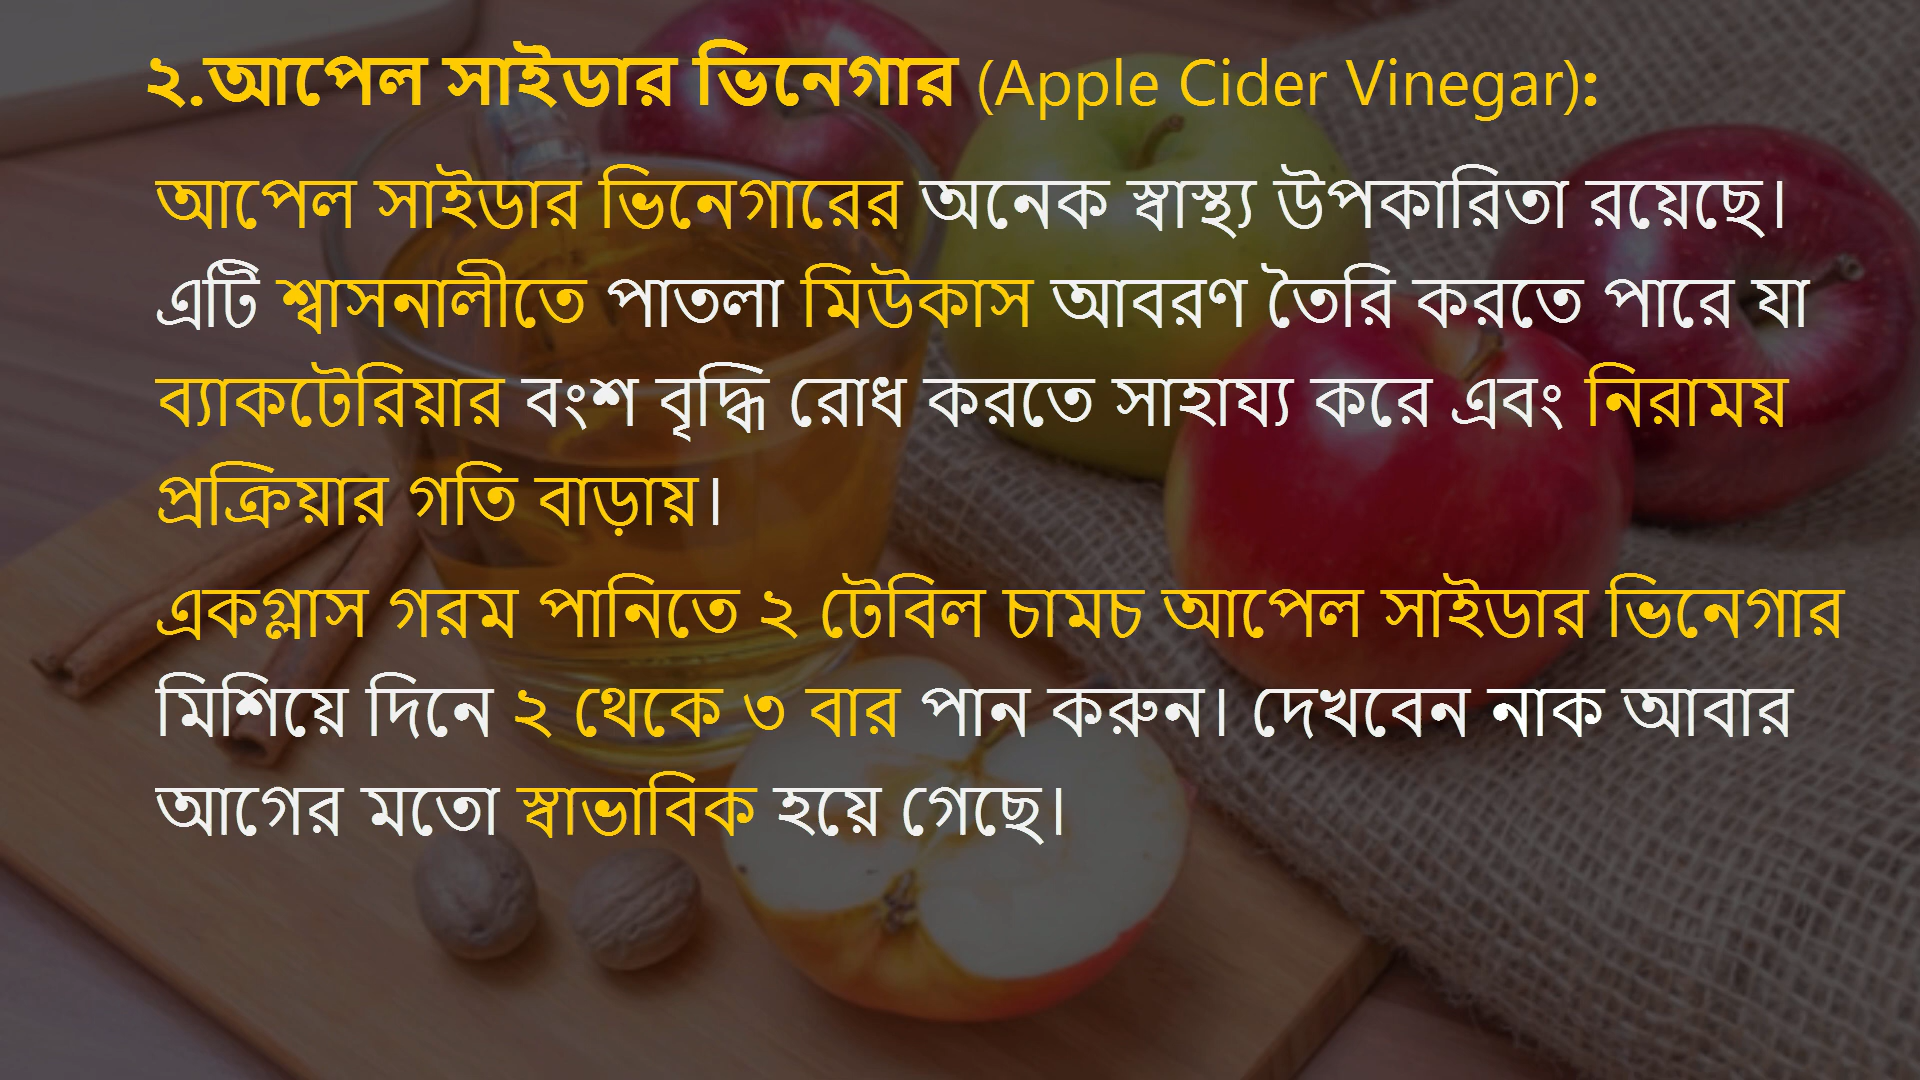 ২.আপেল সাইডার ভিনেগার (Apple Cider Vinegar):
আপেল সাইডার ভিনেগারের অনেক স্বাস্থ্য উপকারিতা রয়েছে।
এটি শ্বাসনালীতে পাতলা মিউকাস আবরণ তৈরি করতে পারে যা
ব্যাকটেরিয়ার বংশ বৃদ্ধি রোধ করতে সাহায্য করে এবং নিরাময়
প্রক্রিয়ার গতি বাড়ায়।
একগ্লাস গরম পানিতে ২ টেবিল চামচ আপেল সাইডার ভিনেগার
মিশিয়ে দিনে ২ থেকে ৩ বার পান করুন। দেখবেন নাক আবার
আগের মতো স্বাভাবিক হয়ে গেছে।